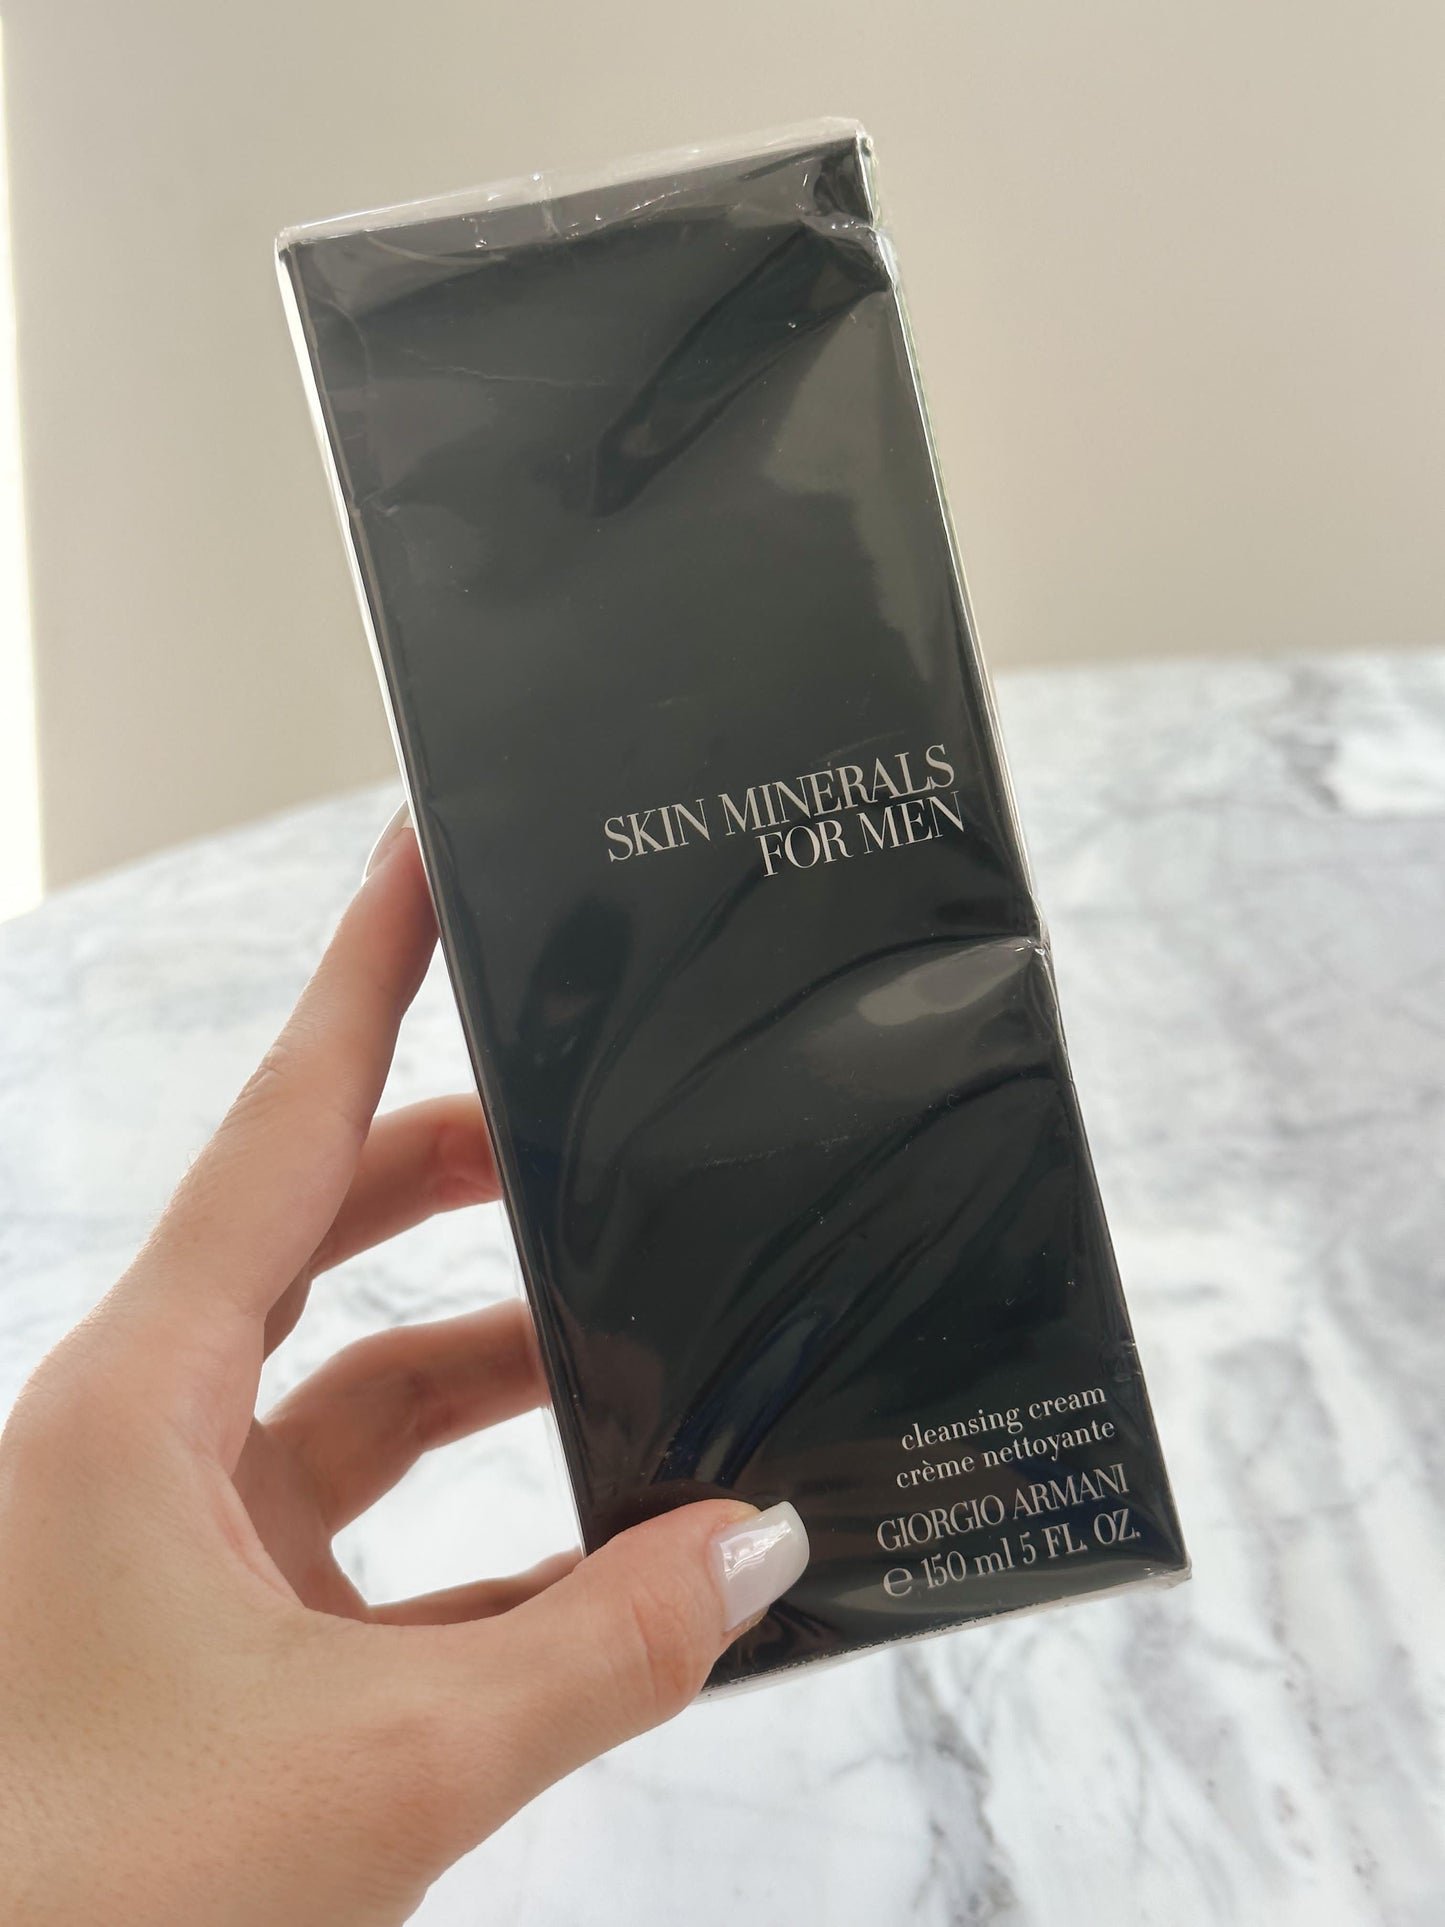 SKIN MINERALS
FOR MEN
cleansing cream
crème nettoyante
GIORGIO ARMANI
℮ 150 ml 5 FL. OZ.